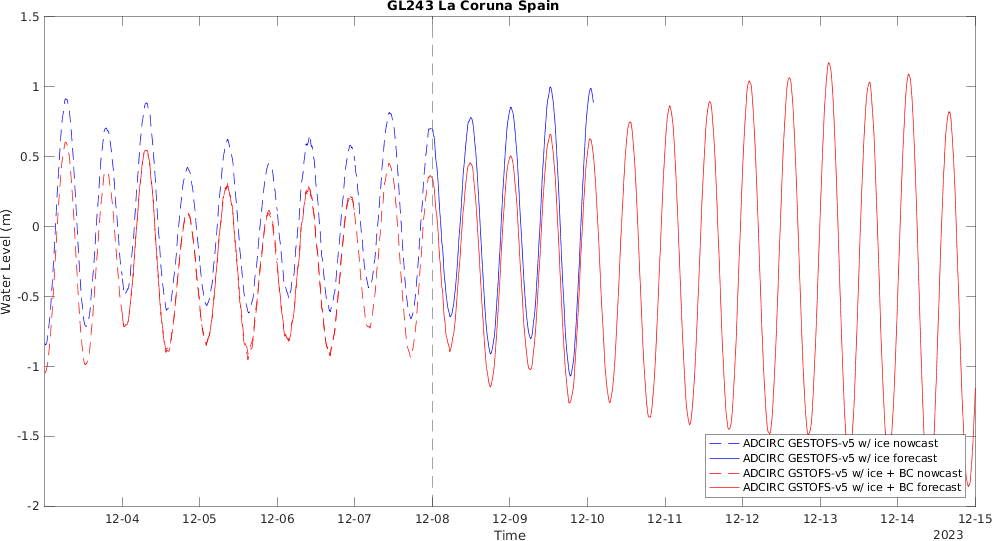 GL243 La Coruna Spain
1.5
1
0.5
0
-0.5
-1
-1.5
-2
Water Level (m)
ADCIRC GESTOFS-v5 w/ ice nowcast
ADCIRC GESTOFS-v5 w/ ice forecast
ADCIRC GSTOFS-v5 w/ ice + BC nowcast
ADCIRC GSTOFS-v5 w/ ice + BC forecast
12-04 12-05 12-06 12-07 12-08 12-09 12-10 12-11 12-12 12-13 12-14 12-15
Time
2023